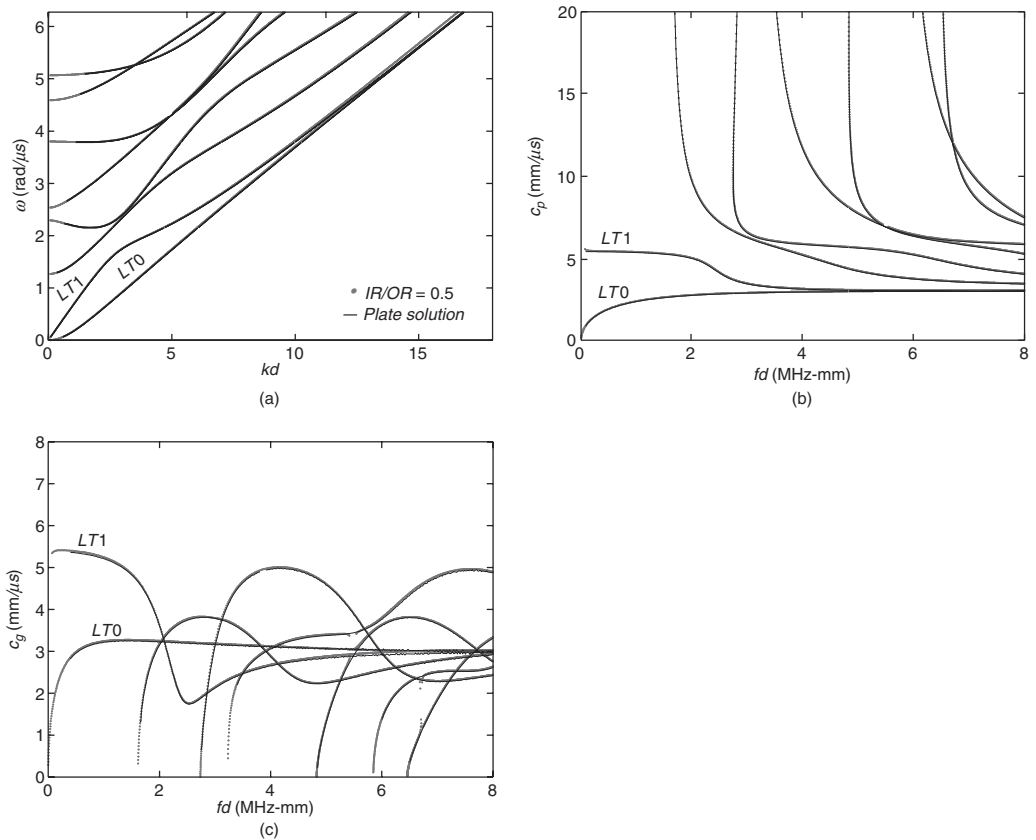 6
5
4
3
2
1
0
ω (rad/μs)
LT1
LT0
IR/OR = 0.5
Plate solution
0
5
10
15
kd
(a)
20
15
10
5
0
c_p (mm/μs)
LT1
LT0
0
2
4
6
8
fd (MHz-mm)
(b)
8
7
6
5
4
3
2
1
0
c_g (mm/μs)
LT1
LT0
0
2
4
6
8
fd (MHz-mm)
(c)